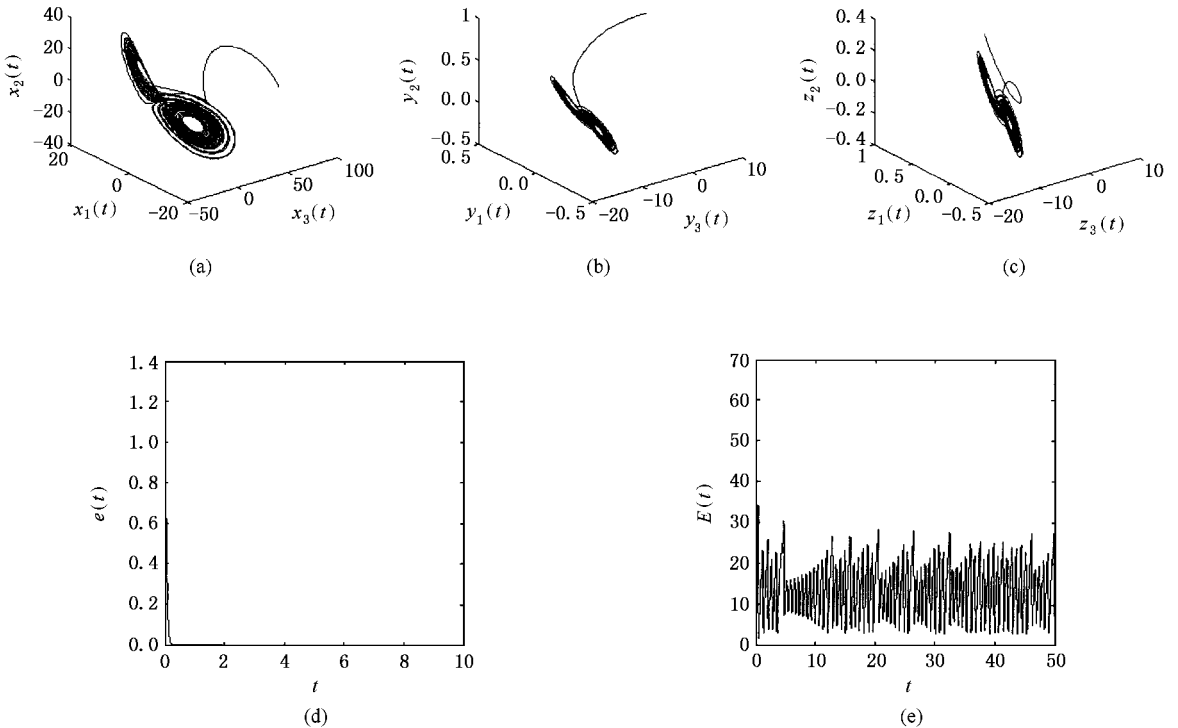 40
20
0
−20
−40
x₂(t)
20
0
−20
x₁(t)
−50
0
50
100
x₃(t)
(a)
1
0.5
0.0
−0.5
y₂(t)
0.5
0.0
−0.5
y₁(t)
−20
−10
0
10
y₃(t)
(b)
0.4
0.2
0.0
−0.2
−0.4
z₂(t)
1
0.5
0.0
−0.5
z₁(t)
−20
−10
0
10
z₃(t)
(c)
1.4
1.2
1.0
0.8
0.6
0.4
0.2
0.0
e(t)
0 2 4 6 8 10
t
(d)
70
60
50
40
30
20
10
0
E(t)
0 10 20 30 40 50
t
(e)